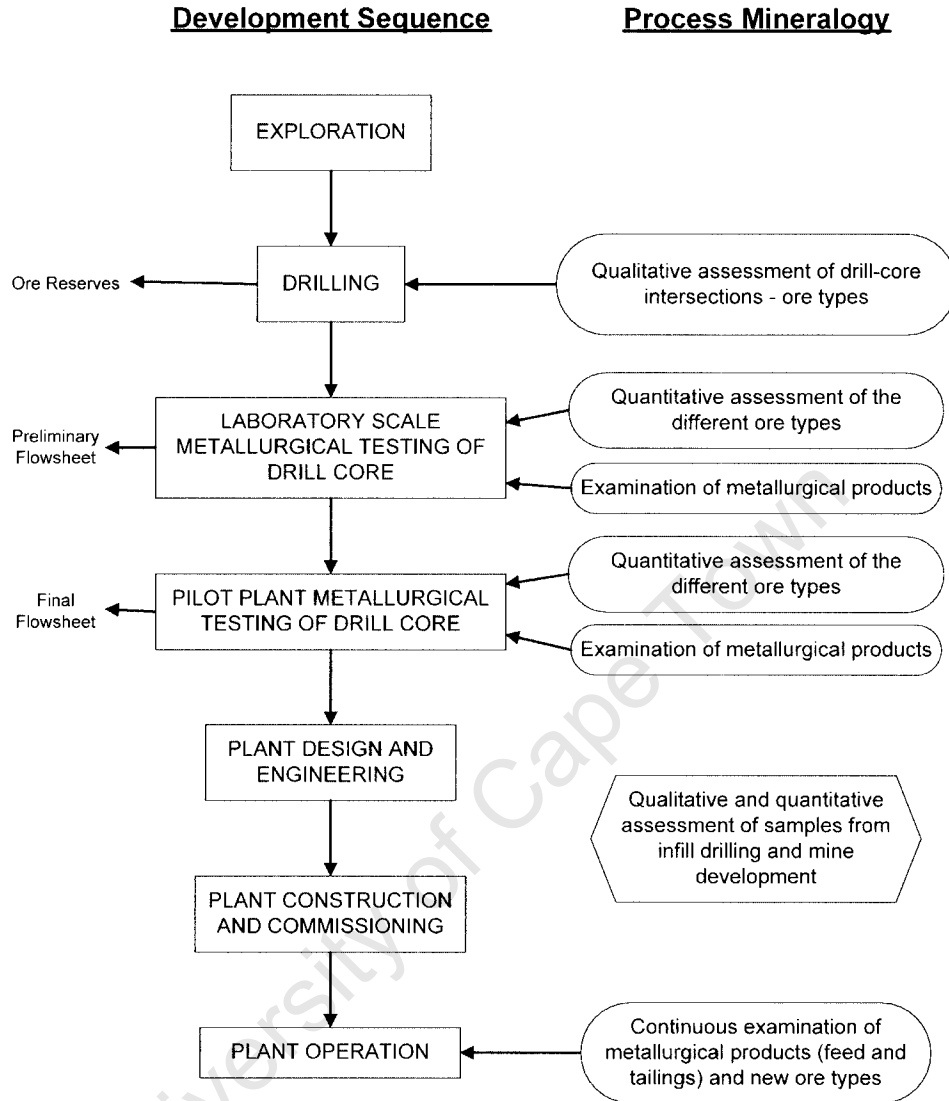 Development Sequence
Process Mineralogy
EXPLORATION
Ore Reserves
DRILLING
Qualitative assessment of drill-core
intersections - ore types
Preliminary
Flowsheet
LABORATORY SCALE
METALLURGICAL TESTING OF
DRILL CORE
Quantitative assessment of the
different ore types
Examination of metallurgical products
Final
Flowsheet
PILOT PLANT METALLURGICAL
TESTING OF DRILL CORE
Quantitative assessment of the
different ore types
Examination of metallurgical products
PLANT DESIGN AND
ENGINEERING
Qualitative and quantitative
assessment of samples from
infill drilling and mine
development
PLANT CONSTRUCTION
AND COMMISSIONING
PLANT OPERATION
Continuous examination of
metallurgical products (feed and
tailings) and new ore types
versity of Cape Town